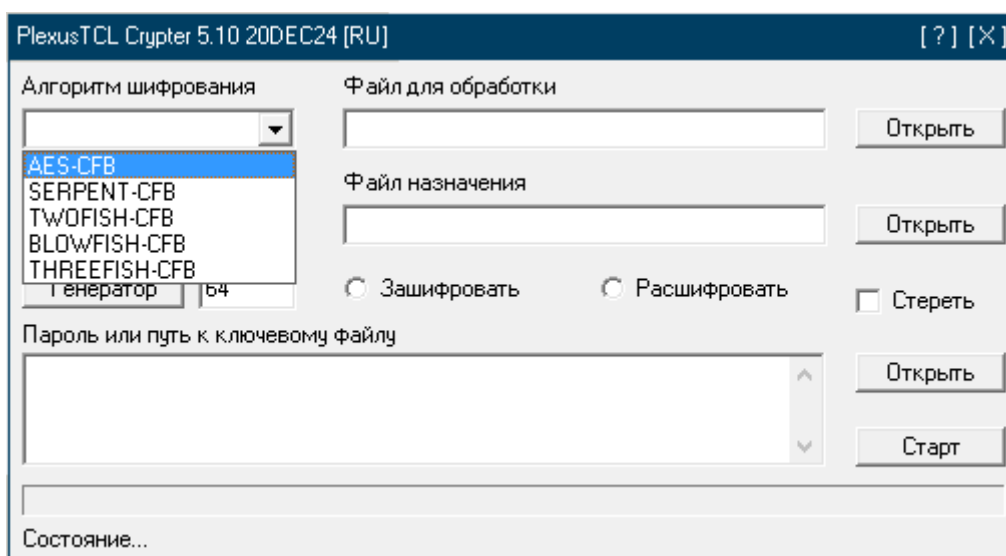 PlexusTCL Crypter 5.10 20DEC24 [RU] [ ? ] [ X ]
Алгоритм шифрования Файл для обработки
Открыть
AES-CFB
SERPENT-CFB Файл назначения
TWOFISH-CFB
BLOWFISH-CFB Открыть
THREEFISH-CFB
Генератор 64 Зашифровать Расшифровать Стереть
Пароль или путь к ключевому файлу
Открыть
Старт
Состояние...